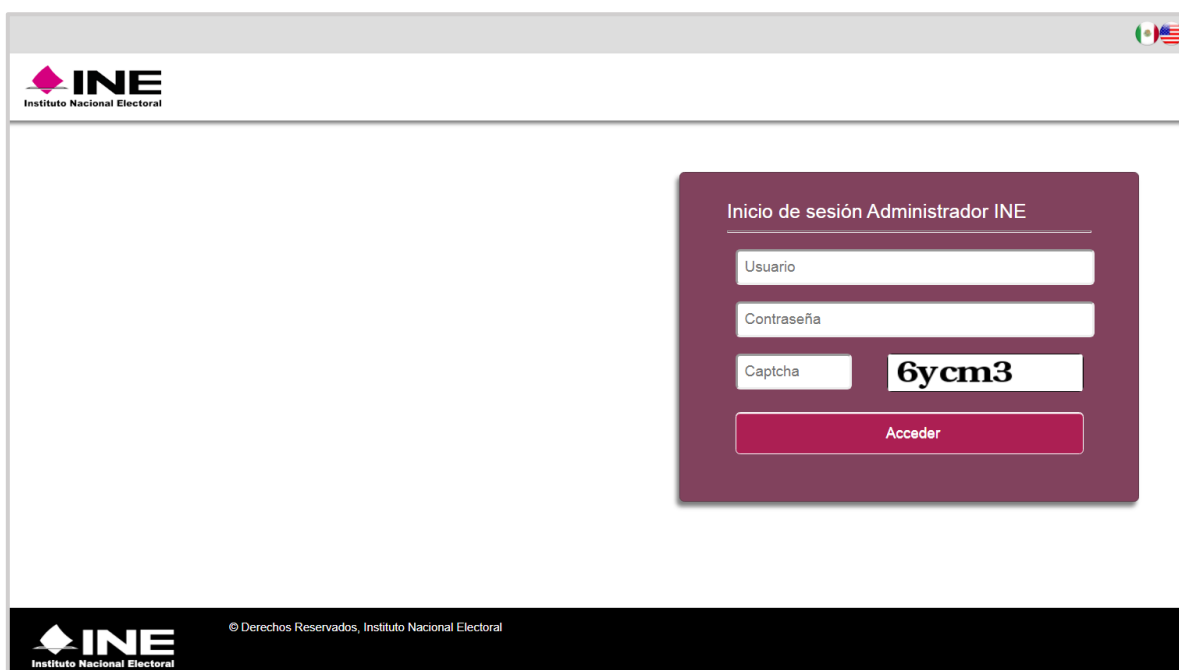 INE
Instituto Nacional Electoral
Inicio de sesión Administrador INE
Usuario
Contraseña
Captcha
6ycm3
Acceder
INE
Instituto Nacional Electoral
© Derechos Reservados, Instituto Nacional Electoral